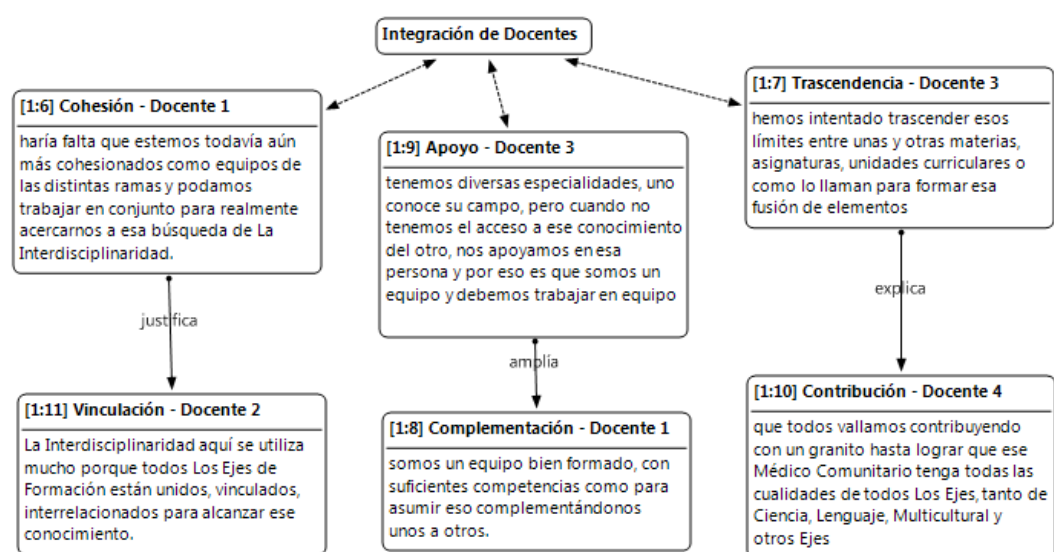 Integración de Docentes
[1:6] Cohesión - Docente 1
haría falta que estemos todavía aún
más cohesionados como equipos de
las distintas ramas y podamos
trabajar en conjunto para realmente
acercarnos a esa búsqueda de La
Interdisciplinaridad.
[1:9] Apoyo - Docente 3
tenemos diversas especialidades, uno
conoce su campo, pero cuando no
tenemos el acceso a ese conocimiento
del otro, nos apoyamos en esa
persona y por eso es que somos un
equipo y debemos trabajar en equipo
[1:7] Trascendencia - Docente 3
hemos intentado trascender esos
límites entre unas y otras materias,
asignaturas, unidades curriculares o
como lo llaman para formar esa
fusión de elementos
justifica
amplía
explica
[1:11] Vinculación - Docente 2
La Interdisciplinaridad aquí se utiliza
mucho porque todos Los Ejes de
Formación están unidos, vinculados,
interrelacionados para alcanzar ese
conocimiento.
[1:8] Complementación - Docente 1
somos un equipo bien formado, con
suficientes competencias como para
asumir eso complementándonos
unos a otros.
[1:10] Contribución - Docente 4
que todos vallamos contribuyendo
con un granito hasta lograr que ese
Médico Comunitario tenga todas las
cualidades de todos Los Ejes, tanto de
Ciencia, Lenguaje, Multicultural y
otros Ejes